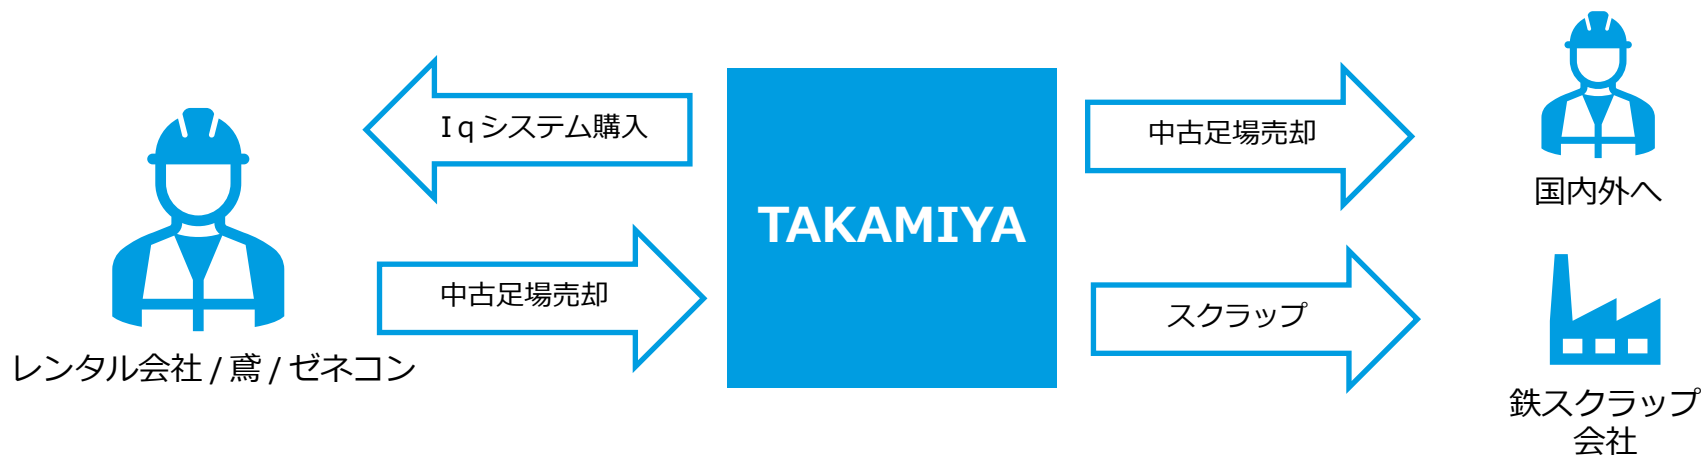 Iqシステム購入
中古足場売却
レンタル会社 / 鳶 / ゼネコン
TAKAMIYA
中古足場売却
国内外へ
スクラップ
鉄スクラップ
会社